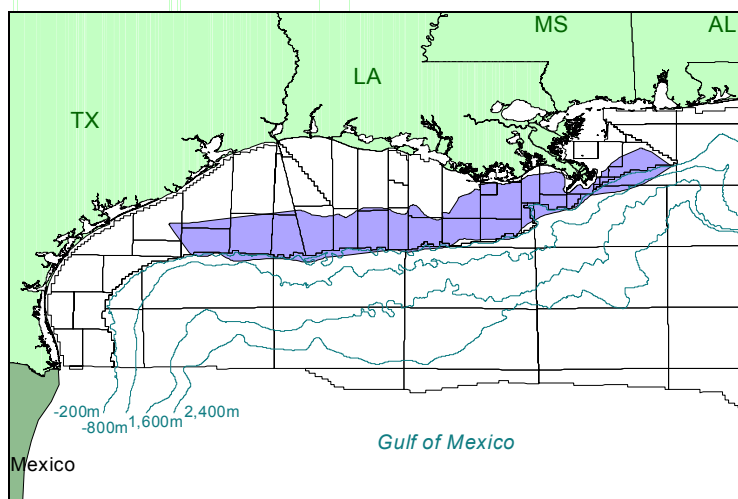 MS
AL
LA
TX
-200m
-800m
1,600m
2,400m
Gulf of Mexico
Mexico